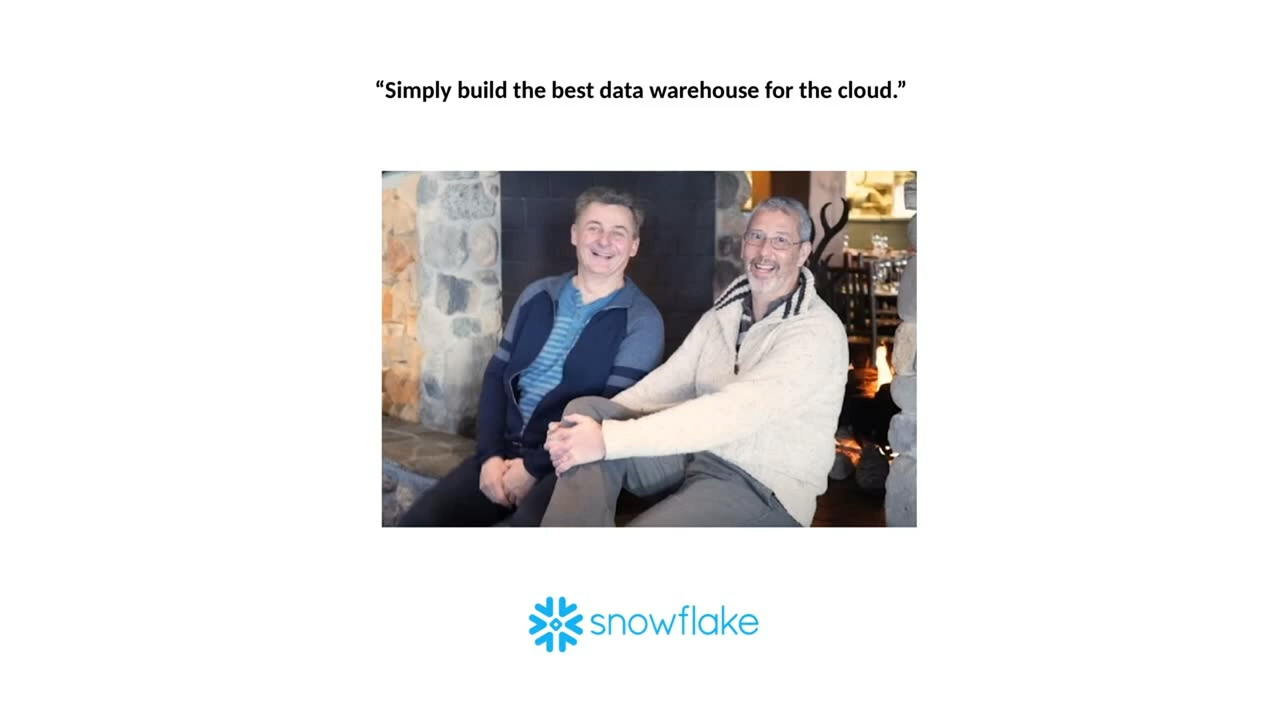 “Simply build the best data warehouse for the cloud.”
snowflake